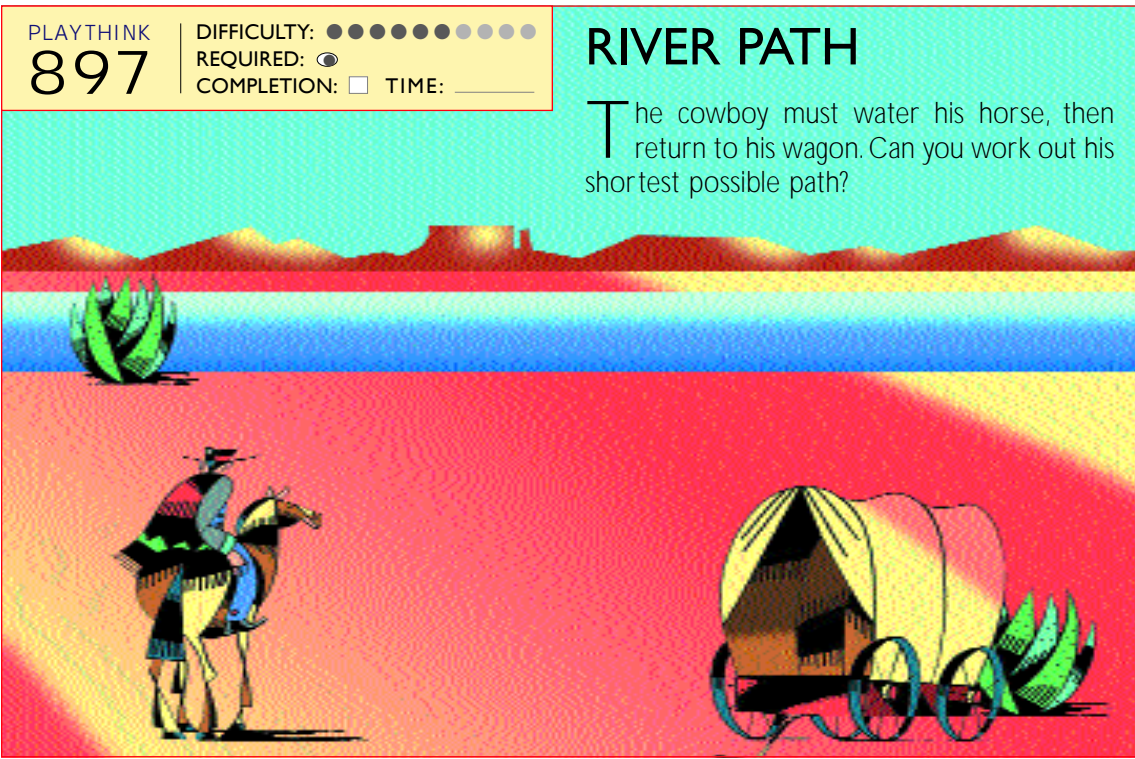 PLAYTHINK
897
DIFFICULTY:
REQUIRED:
COMPLETION: TIME:
RIVER PATH
The cowboy must water his horse, then
return to his wagon. Can you work out his
shortest possible path?